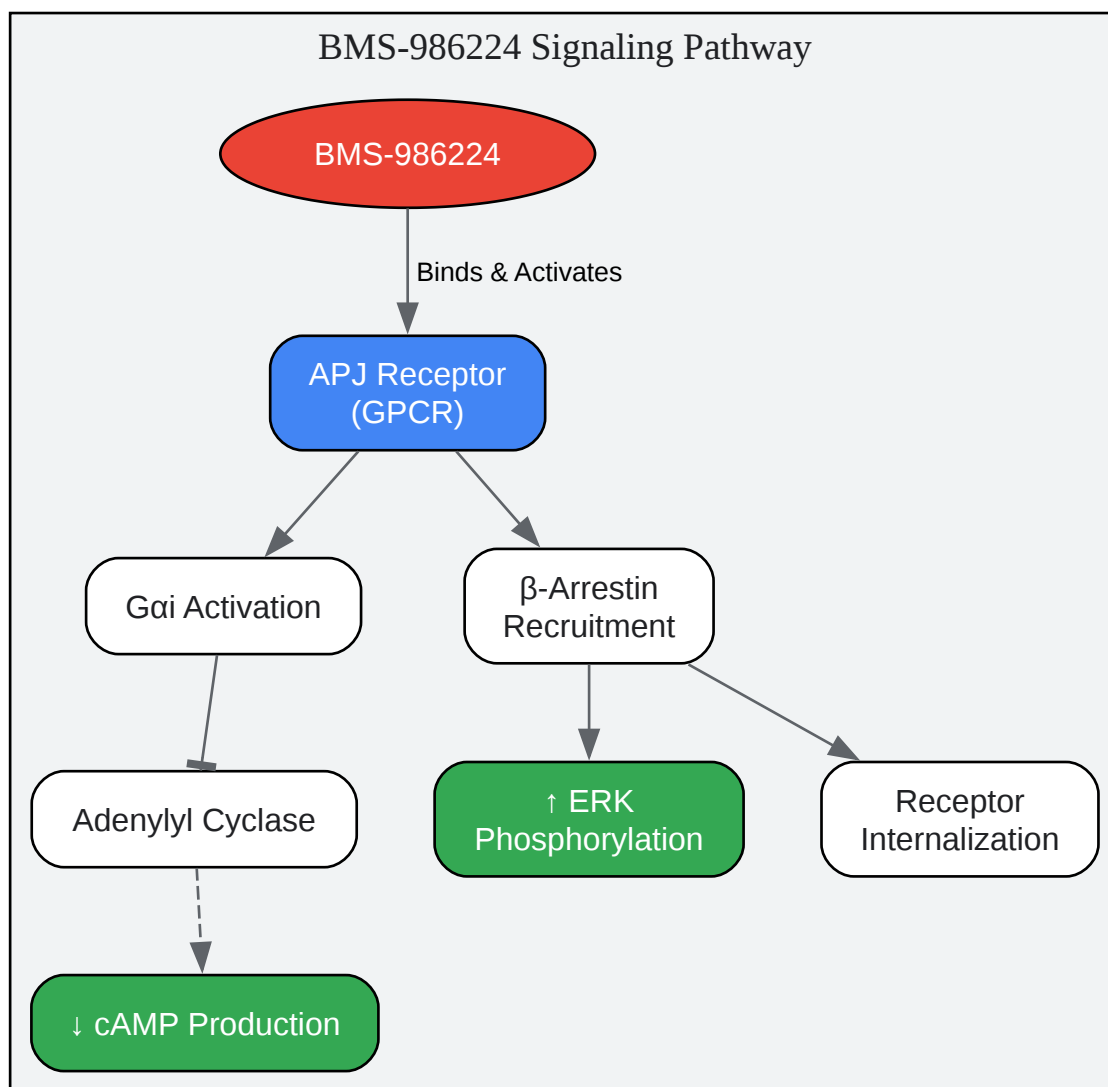 BMS-986224 Signaling Pathway
BMS-986224
Binds & Activates
APJ Receptor
(GPCR)
Gαi Activation
β-Arrestin
Recruitment
Adenylyl Cyclase
↑ ERK
Phosphorylation
Receptor
Internalization
↓ cAMP Production